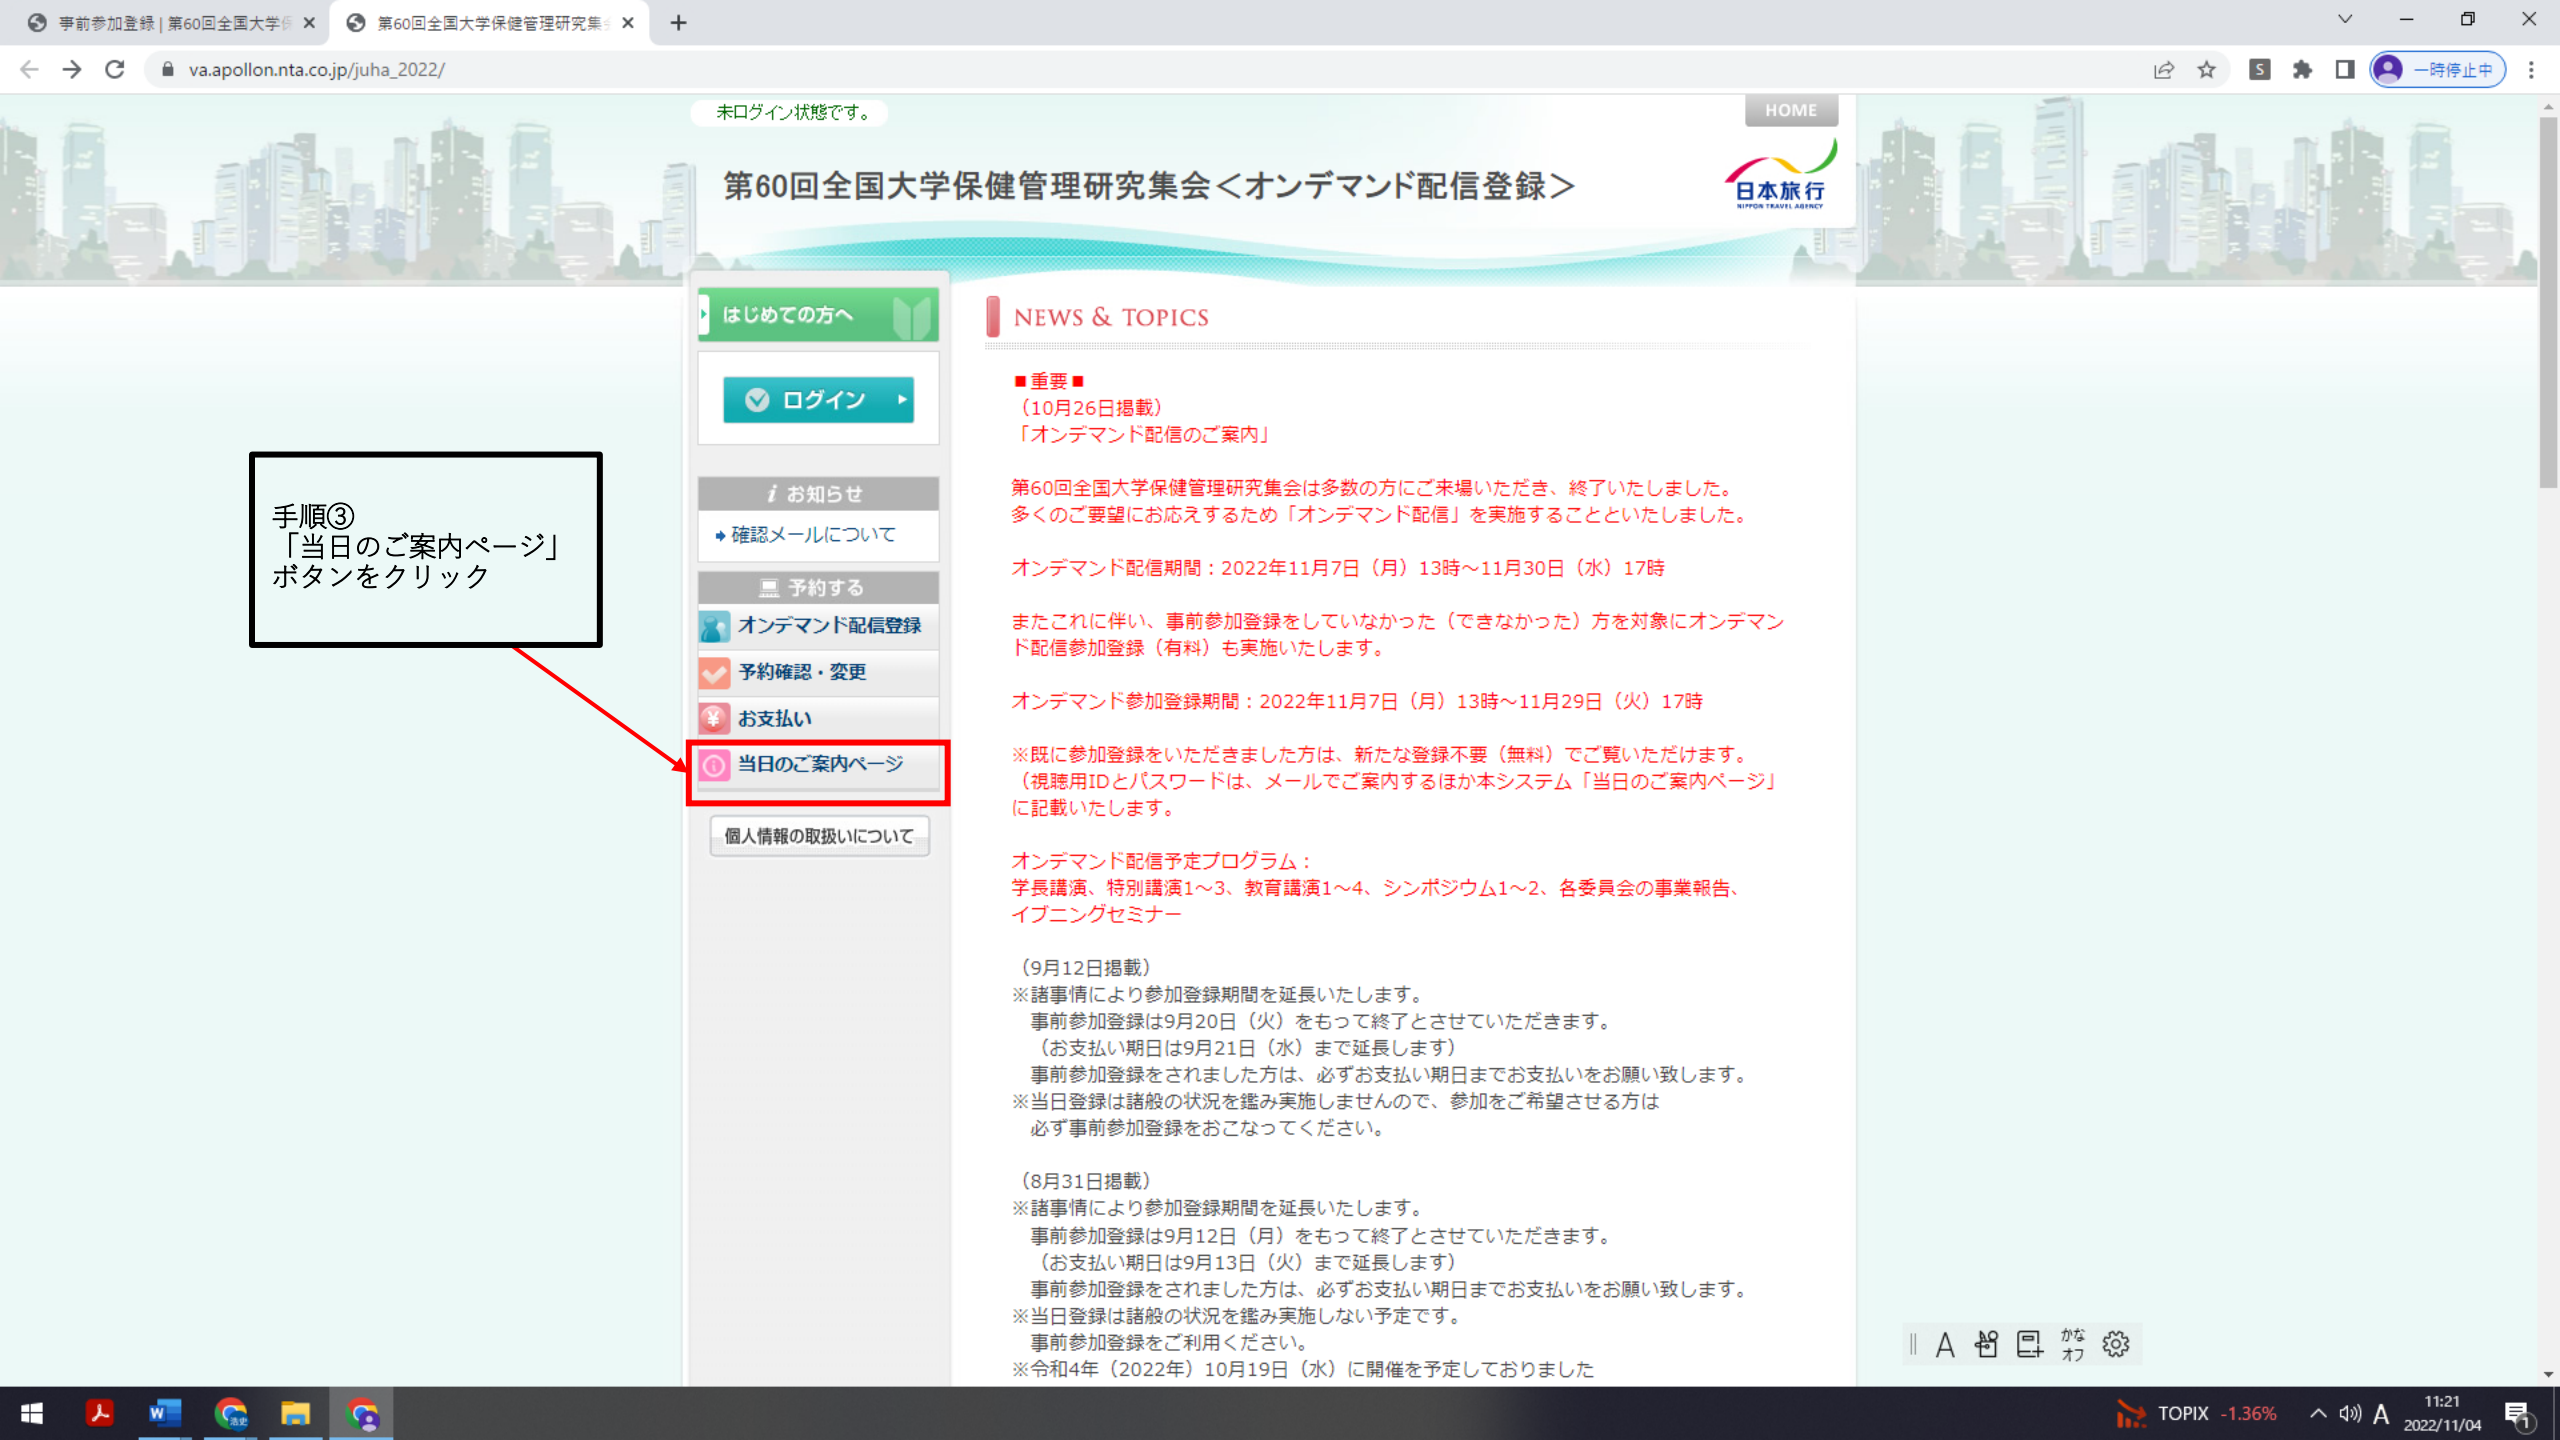 事前参加登録 | 第60回全国大学保
第60回全国大学保健管理研究集会
va.apollon.nta.co.jp/juha_2022/
S
一時停止中
未ログイン状態です。
HOME
第60回全国大学保健管理研究集会＜オンデマンド配信登録＞
日本旅行
NIPPON TRAVEL AGENCY
はじめての方へ
ログイン
i お知らせ
確認メールについて
予約する
オンデマンド配信登録
予約確認・変更
お支払い
当日のご案内ページ
個人情報の取扱いについて
手順③
「当日のご案内ページ」
ボタンをクリック
NEWS & TOPICS
■重要■
（10月26日掲載）
「オンデマンド配信のご案内」
第60回全国大学保健管理研究集会は多数の方にご来場いただき、終了いたしました。
多くのご要望にお応えするため「オンデマンド配信」を実施することといたしました。
オンデマンド配信期間：2022年11月7日（月）13時～11月30日（水）17時
またこれに伴い、事前参加登録をしていなかった（できなかった）方を対象にオンデマン
ド配信参加登録（有料）も実施いたします。
オンデマンド参加登録期間：2022年11月7日（月）13時～11月29日（火）17時
※既に参加登録をいただきました方は、新たな登録不要（無料）でご覧いただけます。
（視聴用IDとパスワードは、メールでご案内するほか本システム「当日のご案内ページ」
に記載いたします。
オンデマンド配信予定プログラム：
学長講演、特別講演1～3、教育講演1～4、シンポジウム1～2、各委員会の事業報告、
イブニングセミナー
（9月12日掲載）
※諸事情により参加登録期間を延長いたします。
事前参加登録は9月20日（火）をもって終了とさせていただきます。
（お支払い期日は9月21日（水）まで延長します）
事前参加登録をされました方は、必ずお支払い期日までお支払いをお願い致します。
※当日登録は諸般の状況を鑑み実施しませんので、参加をご希望させる方は
必ず事前参加登録をおこなってください。
（8月31日掲載）
※諸事情により参加登録期間を延長いたします。
事前参加登録は9月12日（月）をもって終了とさせていただきます。
（お支払い期日は9月13日（火）まで延長します）
事前参加登録をされました方は、必ずお支払い期日までお支払いをお願い致します。
※当日登録は諸般の状況を鑑み実施しない予定です。
事前参加登録をご利用ください。
※令和4年（2022年）10月19日（水）に開催を予定しておりました
A かな
オフ
TOPIX -1.36%
A
11:21
2022/11/04
1